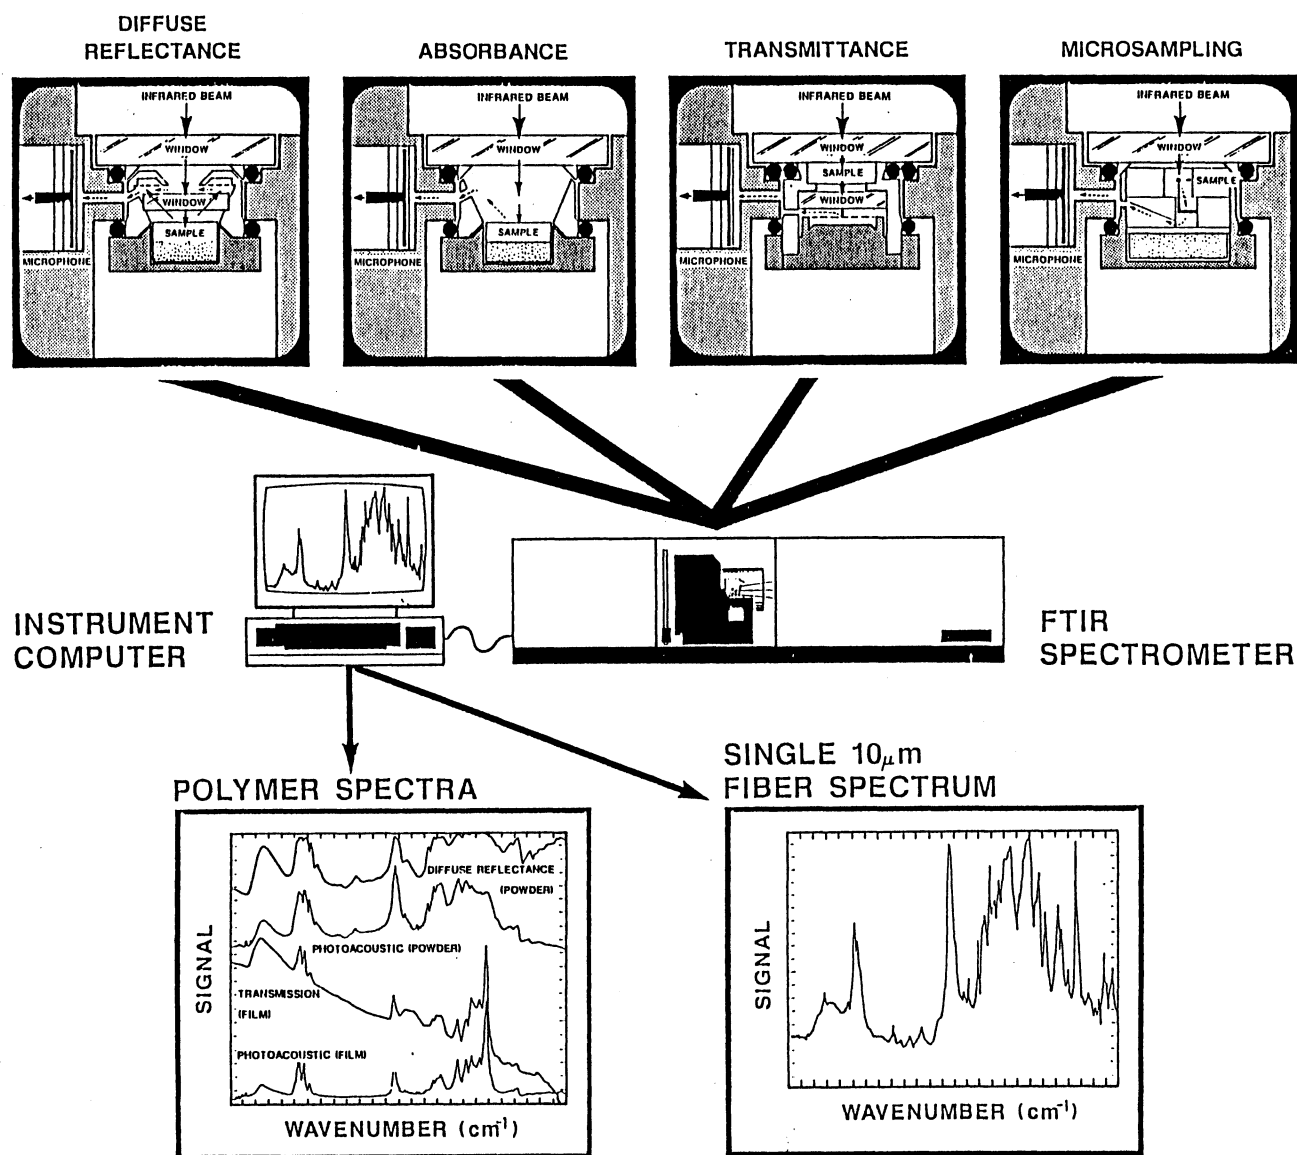 DIFFUSE
REFLECTANCE
ABSORBANCE
TRANSMITTANCE
MICROSAMPLING
INFRARED BEAM
WINDOW
WINDOW
SAMPLE
MICROPHONE
INFRARED BEAM
WINDOW
SAMPLE
MICROPHONE
INFRARED BEAM
WINDOW
SAMPLE
WINDOW
MICROPHONE
INFRARED BEAM
WINDOW
SAMPLE
MICROPHONE
INSTRUMENT
COMPUTER
FTIR
SPECTROMETER
POLYMER SPECTRA
SIGNAL
DIFFUSE REFLECTANCE
(POWDER)
PHOTOACOUSTIC (POWDER)
TRANSMISSION
(FILM)
PHOTOACOUSTIC (FILM)
WAVENUMBER (cm⁻¹)
SINGLE 10μm
FIBER SPECTRUM
SIGNAL
WAVENUMBER (cm⁻¹)